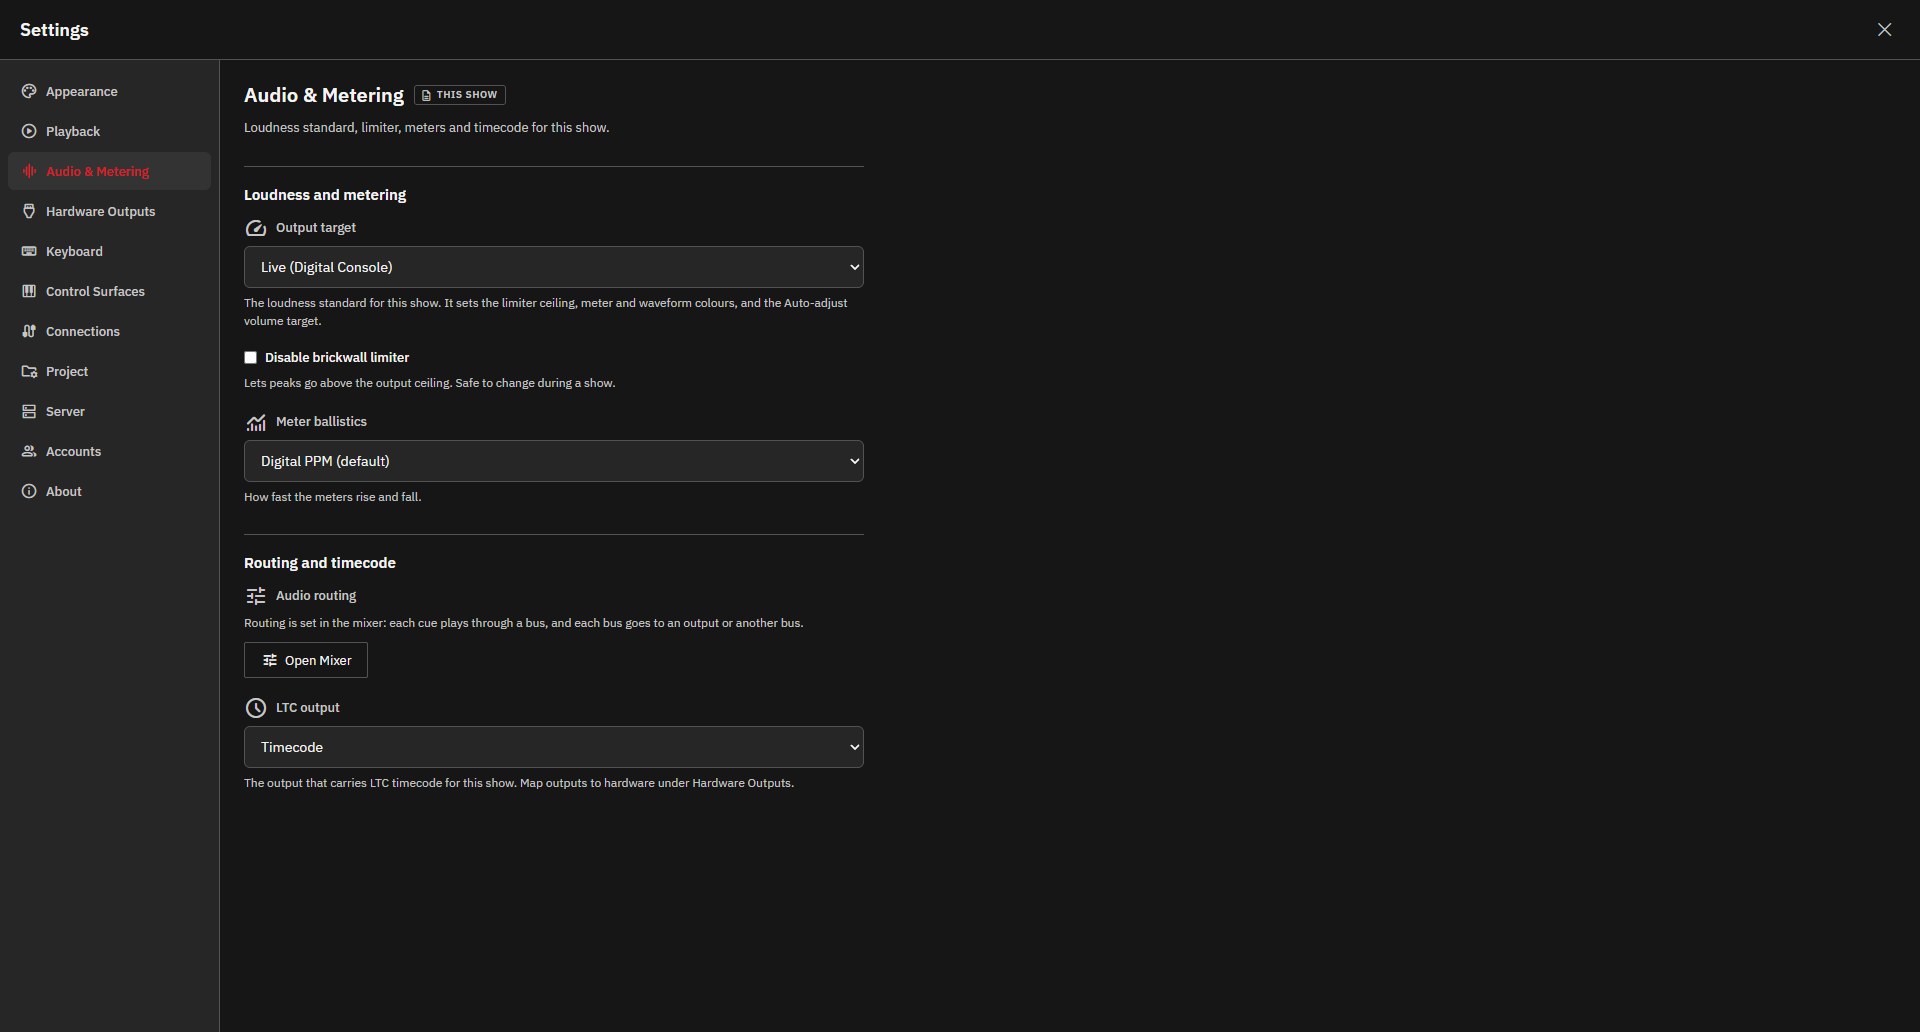 Settings
Appearance
Playback
Audio & Metering
Hardware Outputs
Keyboard
Control Surfaces
Connections
Project
Server
Accounts
About
Audio & Metering
THIS SHOW
Loudness standard, limiter, meters and timecode for this show.
Loudness and metering
Output target
Live (Digital Console)
The loudness standard for this show. It sets the limiter ceiling, meter and waveform colours, and the Auto-adjust
volume target.
Disable brickwall limiter
Lets peaks go above the output ceiling. Safe to change during a show.
Meter ballistics
Digital PPM (default)
How fast the meters rise and fall.
Routing and timecode
Audio routing
Routing is set in the mixer: each cue plays through a bus, and each bus goes to an output or another bus.
Open Mixer
LTC output
Timecode
The output that carries LTC timecode for this show. Map outputs to hardware under Hardware Outputs.